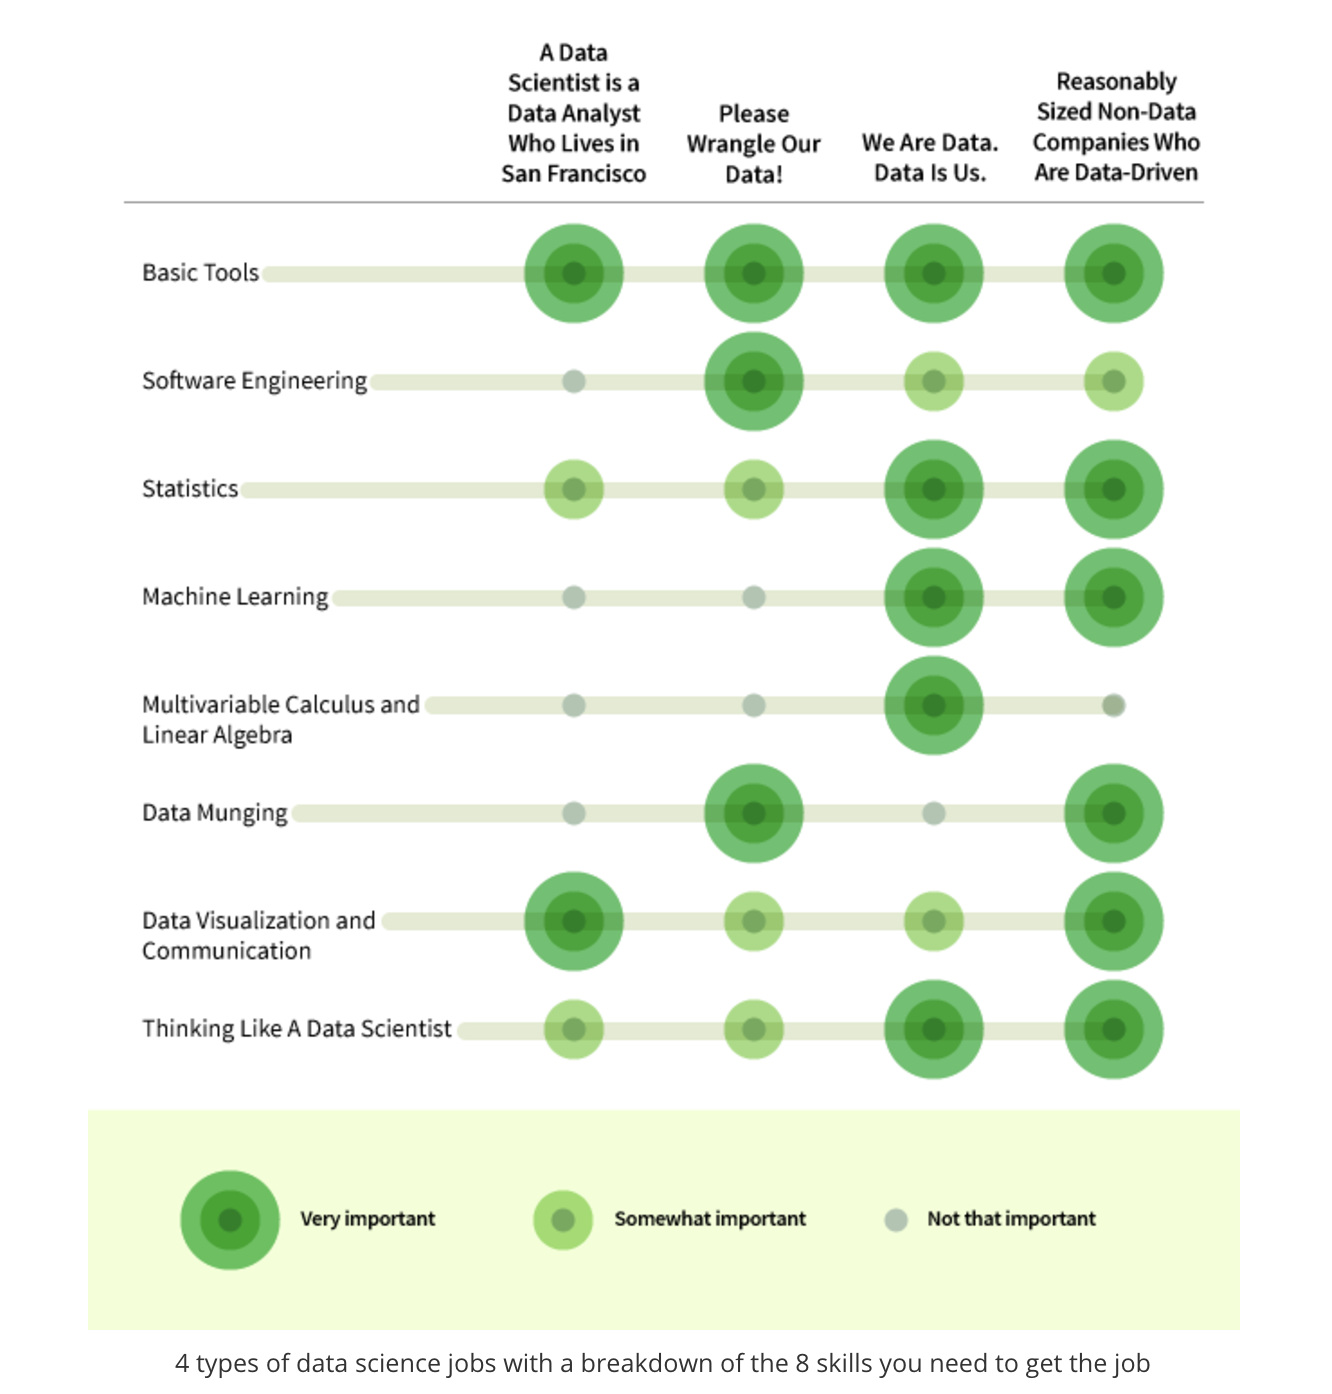 A Data
Scientist is a
Data Analyst
Who Lives in
San Francisco
Please
Wrangle Our
Data!
We Are Data.
Data Is Us.
Reasonably
Sized Non-Data
Companies Who
Are Data-Driven
Basic Tools
Software Engineering
Statistics
Machine Learning
Multivariable Calculus and
Linear Algebra
Data Munging
Data Visualization and
Communication
Thinking Like A Data Scientist
Very important
Somewhat important
Not that important
4 types of data science jobs with a breakdown of the 8 skills you need to get the job